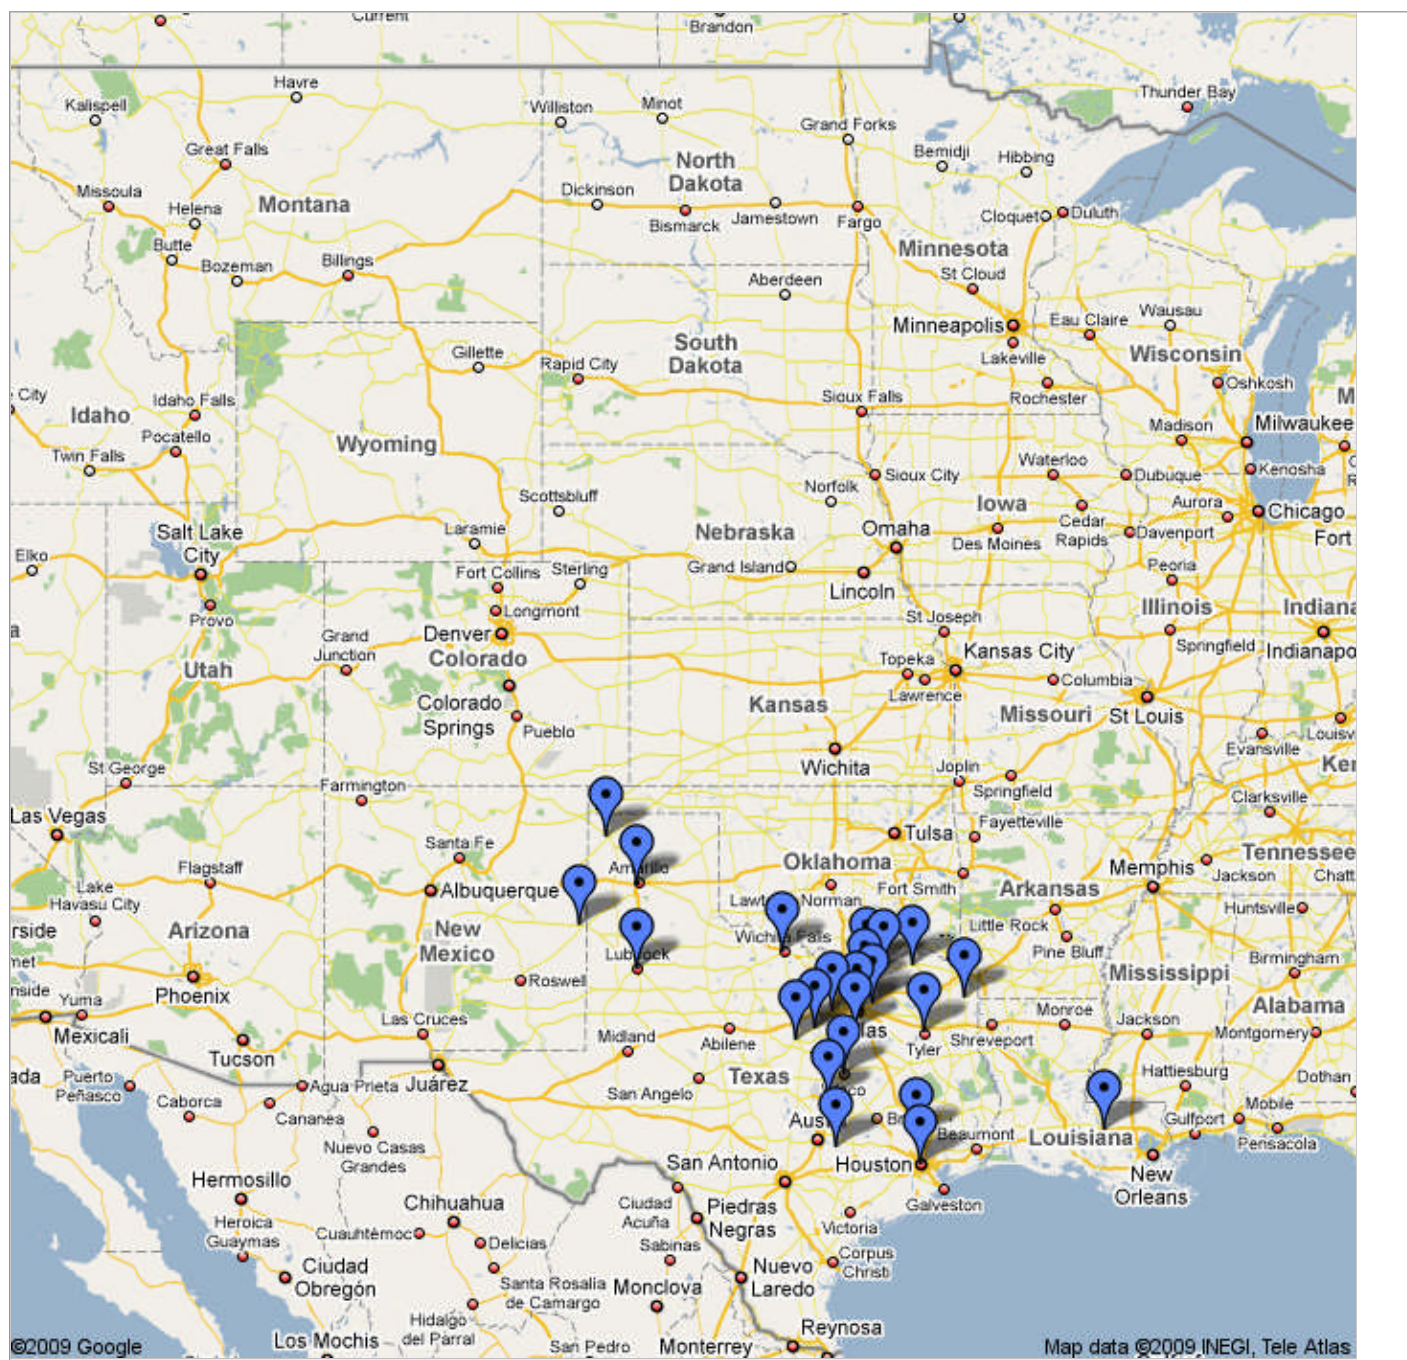 Current
Brandon
Havre
Kalispell
Williston
Minot
Thunder Bay
Grand Forks
Great Falls
Bemidji
Hibbing
North
Dakota
Missoula
Dickinson
Helena
Montana
Bismarck
Jamestown
Fargo
Cloquet
Duluth
Butte
Bozeman
Billings
Minnesota
St Cloud
Aberdeen
Wausau
Minneapolis
Eau Claire
South
Dakota
Gillette
Rapid City
Lakeville
Wisconsin
Oshkosh
City
Idaho
Idaho Falls
Sioux Falls
Rochester
M
Pocatello
Wyoming
Madison
Milwaukee
Twin Falls
Waterloo
Sioux City
Dubuque
Kenosha
Scottsbluff
Norfolk
Iowa
Aurora
Chicago
Salt Lake
City
Laramie
Nebraska
Omaha
Des Moines
Cedar
Rapids
Davenport
Fort
Elko
Fort Collins
Sterling
Grand Island
Peoria
Lincoln
Longmont
Provo
St Joseph
Illinois
Indiana
Grand
Junction
Denver
Colorado
Springfield
Indianapo
Kansas City
Utah
Topeka
Lawrence
Columbia
Colorado
Springs
Kansas
Missouri
St Louis
Pueblo
Louisv
Evansville
Wichita
Joplin
Ker
St George
Farmington
Springfield
Clarksville
Las Vegas
Tulsa
Fayetteville
Santa Fe
Oklahoma
Tennessee
Flagstaff
Memphis
Jackson
Chatt
Lake
Havasu City
Albuquerque
Fort Smith
Arkansas
Norman
Huntsville
rside
Arizona
New
Mexico
Little Rock
Pine Bluff
Birmingham
Mississippi
Roswell
Phoenix
Yuma
Alabama
Mexicali
Las Cruces
Monroe
Jackson
Montgomery
Tucson
Midland
Abilene
Tyler
Shreveport
Puerto
Peñasco
Agua Prieta
Juárez
Texas
Hattiesburg
Dothan
San Angelo
Caborca
Cananea
Mobile
Gulfport
Pensacola
Nuevo Casas
Grandes
Beaumont
Louisiana
San Antonio
Houston
New
Orleans
Hermosillo
Chihuahua
Ciudad
Acuña
Piedras
Negras
Galveston
Heroica
Guaymas
Cuauhtémoc
Delicias
Victoria
Sabinas
Corpus
Christi
Ciudad
Obregón
Santa Rosalia
de Camargo
Monclova
Nuevo
Laredo
Hidalgo
del Parral
Los Mochis
San Pedro
Monterrey
Reynosa
©2009 Google
Map data ©2009 INEGI, Tele Atlas